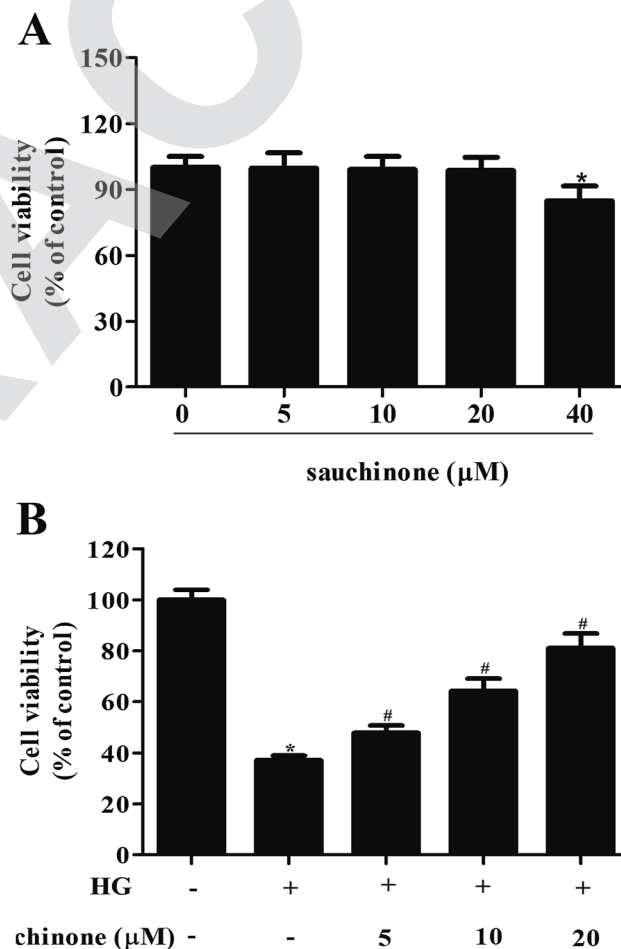 A
150
120
90
60
30
0
Cell viability
(% of control)
*
0 5 10 20 40
sauchinone (μM)
B
120
100
80
60
40
20
0
Cell viability
(% of control)
* # # # #
HG - + + + +
chinone (μM) - - 5 10 20